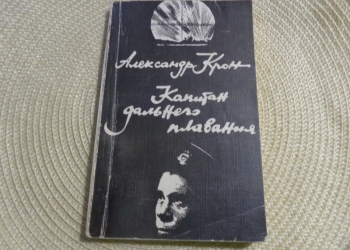 Александр Крон
Капитан
дальнего
плавания